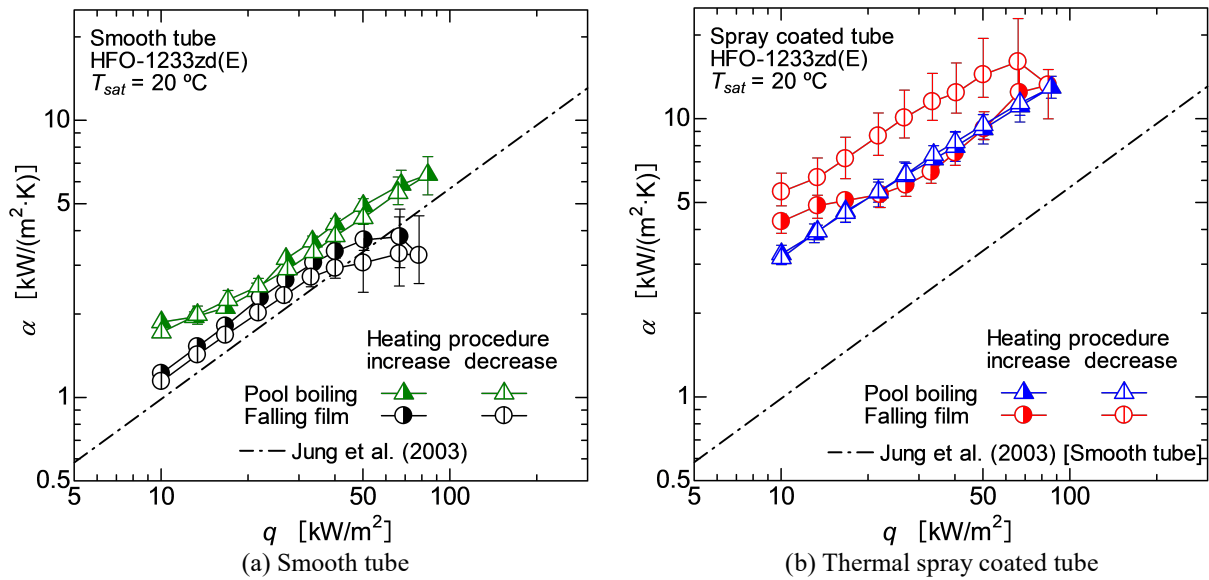 Smooth tube
HFO-1233zd(E)
T_sat = 20 ºC
10
5
1
0.5
α [kW/(m²·K)]
Heating procedure
increase decrease
Pool boiling
Falling film
Jung et al. (2003)
5 10 50 100
q [kW/m²]
(a) Smooth tube
Spray coated tube
HFO-1233zd(E)
T_sat = 20 ºC
10
5
1
0.5
α [kW/(m²·K)]
Heating procedure
increase decrease
Pool boiling
Falling film
Jung et al. (2003) [Smooth tube]
5 10 50 100
q [kW/m²]
(b) Thermal spray coated tube